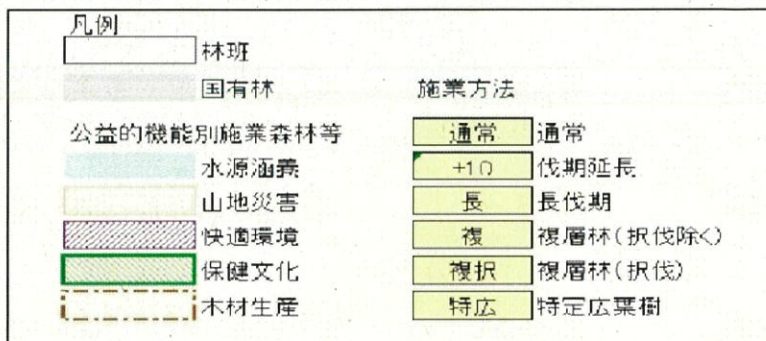 凡例
林班
国有林
施業方法
公益的機能別施業森林等
通常 通常
水源涵義
+10 伐期延長
山地災害
長 長伐期
快適環境
複 複層林(択伐除く)
保健文化
複択 複層林(択伐)
木材生産
特広 特定広葉樹